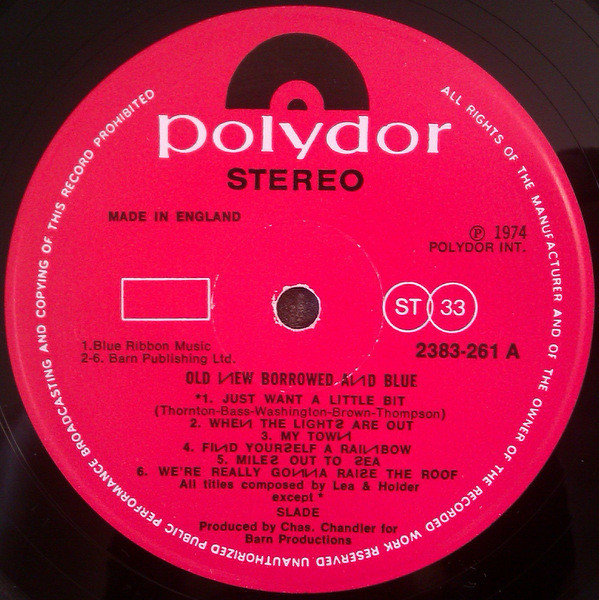 polydor
STEREO
MADE IN ENGLAND
℗ 1974
POLYDOR INT.
ST 33
1.Blue Ribbon Music
2-6. Barn Publishing Ltd.
2383-261 A
OLD NEW BORROWED AND BLUE
*1. JUST WANT A LITTLE BIT
(Thornton-Bass-Washington-Brown-Thompson)
2. WHEN THE LIGHTS ARE OUT
3. MY TOWN
4. FIND YOURSELF A RAINBOW
5. MILES OUT TO SEA
6. WE'RE REALLY GONNA RAISE THE ROOF
All titles composed by Lea & Holder
except *
SLADE
Produced by Chas. Chandler for
Barn Productions
ALL RIGHTS OF THE MANUFACTURER AND OF THE OWNER OF THE RECORDED WORK RESERVED UNAUTHORIZED PUBLIC PERFORMANCE BROADCASTING AND COPYING OF THIS RECORD PROHIBITED